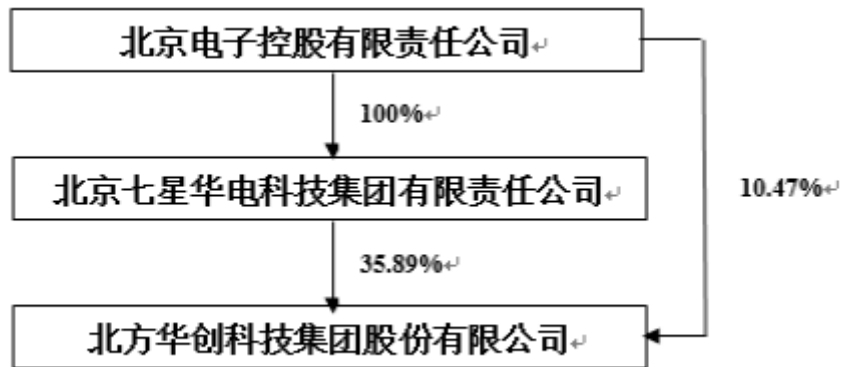 北京电子控股有限责任公司↵
100%↵
北京七星华电科技集团有限责任公司↵
10.47%↵
35.89%↵
北方华创科技集团股份有限公司↵